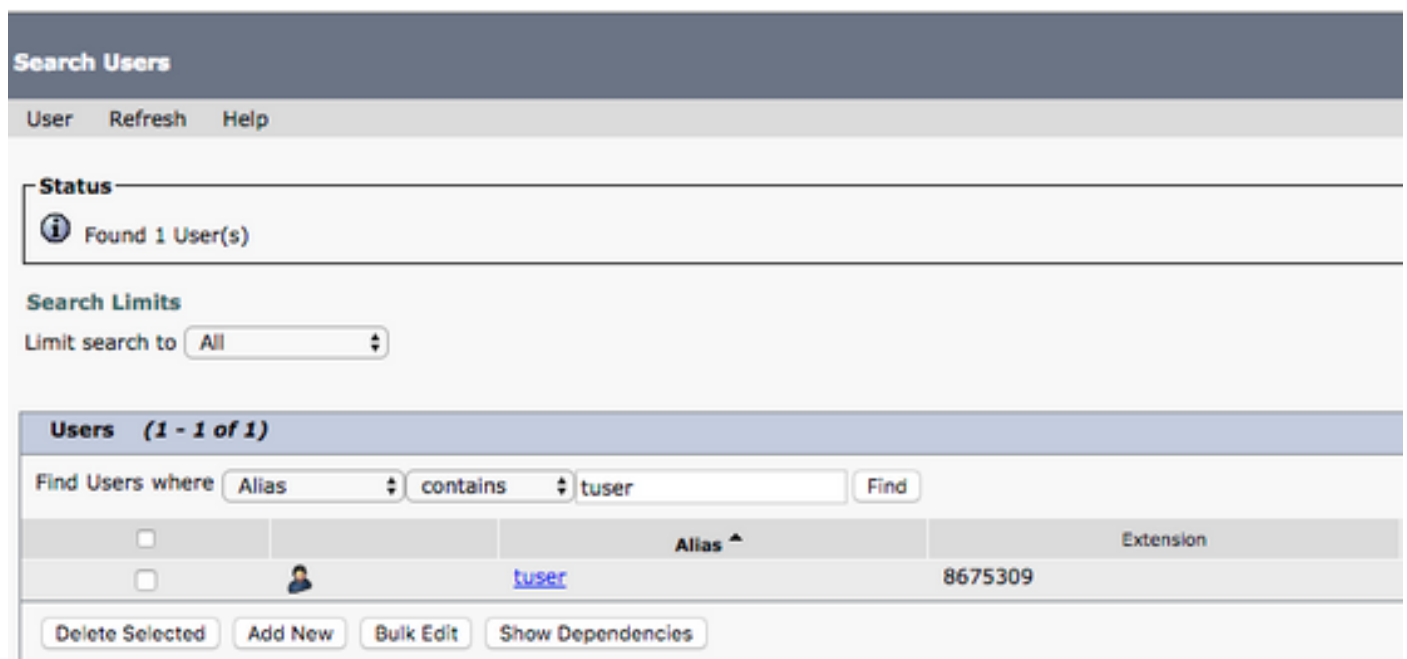 Search Users
User Refresh Help
Status
Found 1 User(s)
Search Limits
Limit search to All
Users (1 - 1 of 1)
Find Users where Alias contains tuser Find
Alias Extension
tuser 8675309
Delete Selected Add New Bulk Edit Show Dependencies